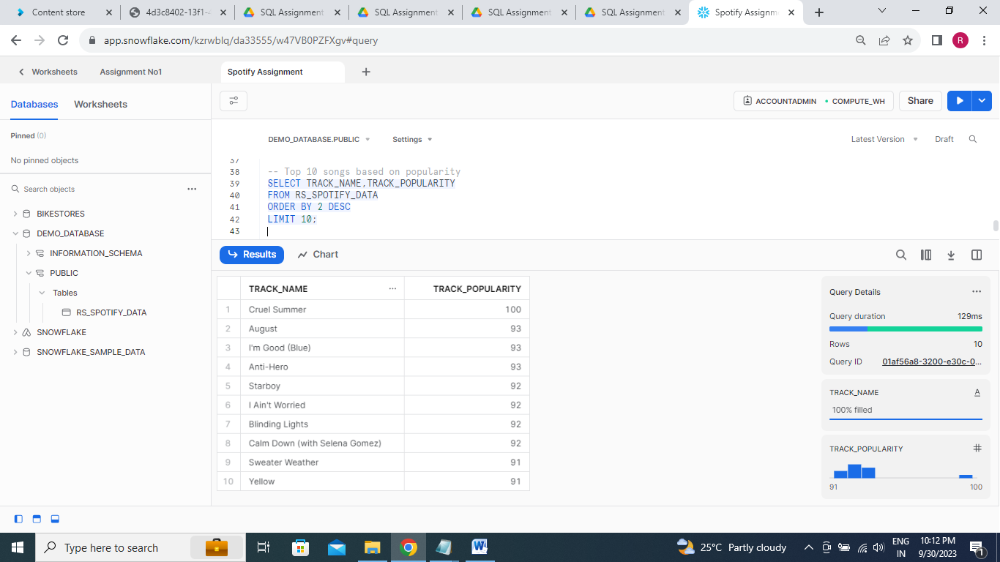 Content store
4d3c8402-13f1-4
SQL Assignment
SQL Assignment
SQL Assignment
SQL Assignment
Spotify Assignm
app.snowflake.com/kzrwblq/da33555/w47VB0PZFXgv#query
R
Worksheets
Assignment No1
Spotify Assignment
Databases
Worksheets
ACCOUNTADMIN
COMPUTE_WH
Share
Pinned (0)
No pinned objects
Search objects
BIKESTORES
DEMO_DATABASE
INFORMATION_SCHEMA
PUBLIC
Tables
RS_SPOTIFY_DATA
SNOWFLAKE
SNOWFLAKE_SAMPLE_DATA
DEMO_DATABASE.PUBLIC
Settings
Latest Version
Draft
37
38 -- Top 10 songs based on popularity
39 SELECT TRACK_NAME,TRACK_POPULARITY
40 FROM RS_SPOTIFY_DATA
41 ORDER BY 2 DESC
42 LIMIT 10;
43
Results
Chart
TRACK_NAME ... TRACK_POPULARITY
1 Cruel Summer 100
2 August 93
3 I'm Good (Blue) 93
4 Anti-Hero 93
5 Starboy 92
6 I Ain't Worried 92
7 Blinding Lights 92
8 Calm Down (with Selena Gomez) 92
9 Sweater Weather 91
10 Yellow 91
Query Details
Query duration 129ms
Rows 10
Query ID 01af56a8-3200-e30c-0...
TRACK_NAME A
100% filled
TRACK_POPULARITY #
91 100
Type here to search
25°C Partly cloudy
ENG
IN
10:12 PM
9/30/2023
1